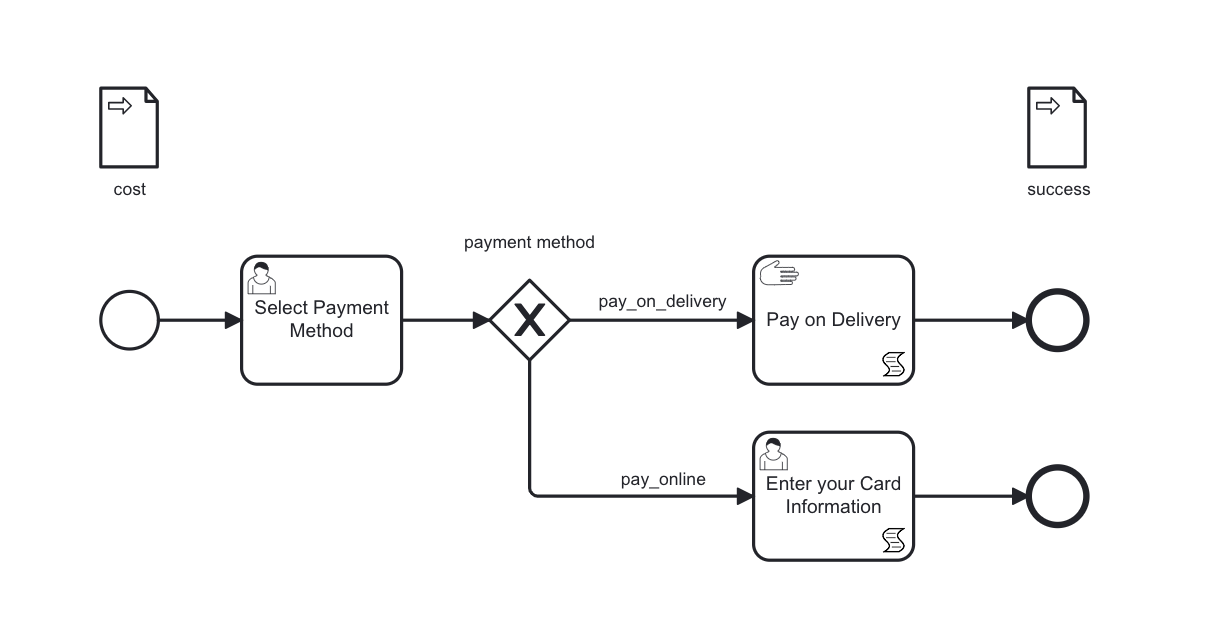 cost
success
payment method
Select Payment
Method
pay_on_delivery
Pay on Delivery
pay_online
Enter your Card
Information